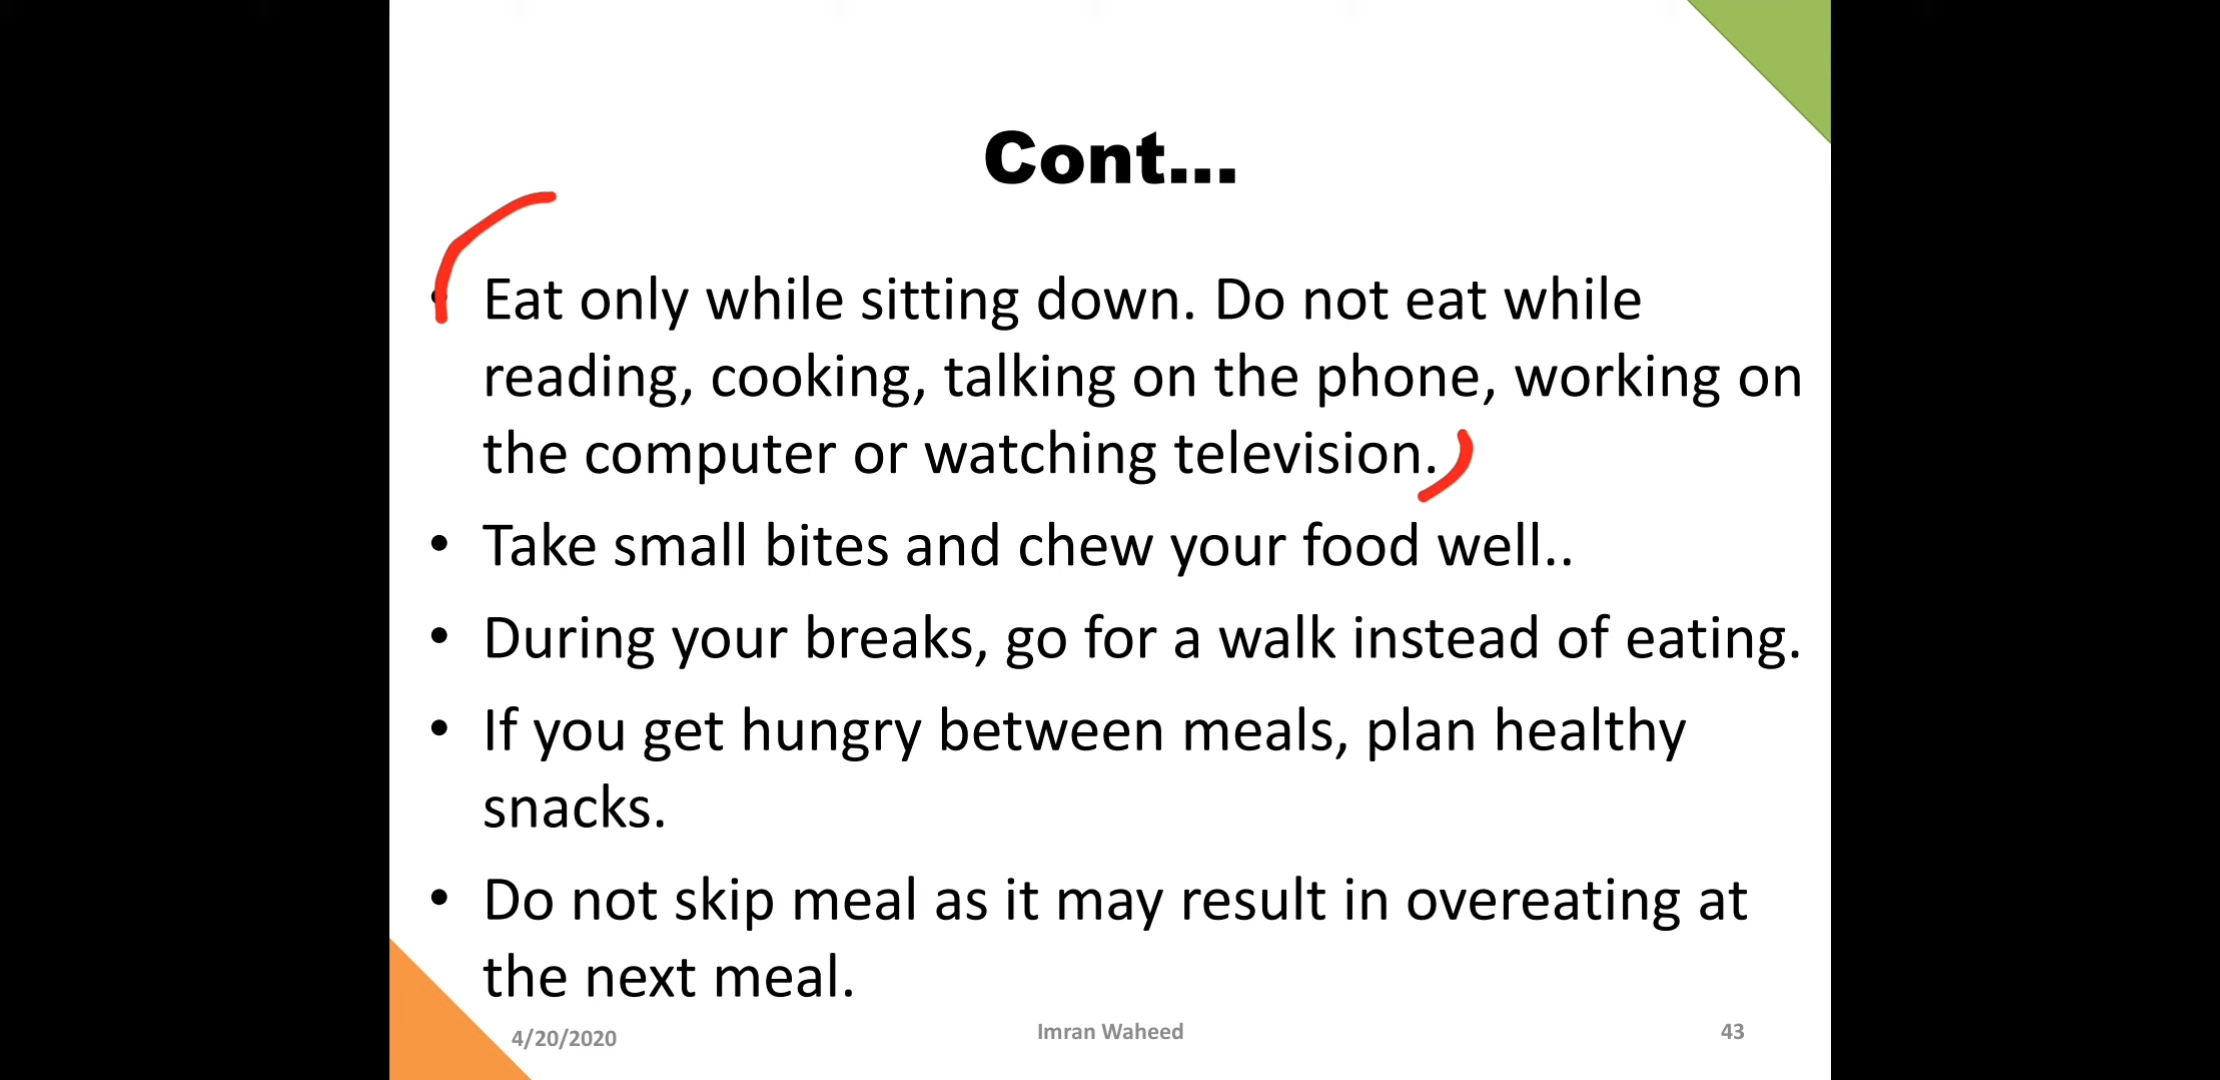 Cont...
• Eat only while sitting down. Do not eat while
reading, cooking, talking on the phone, working on
the computer or watching television.
• Take small bites and chew your food well..
• During your breaks, go for a walk instead of eating.
• If you get hungry between meals, plan healthy
snacks.
• Do not skip meal as it may result in overeating at
the next meal.
4/20/2020
Imran Waheed
43